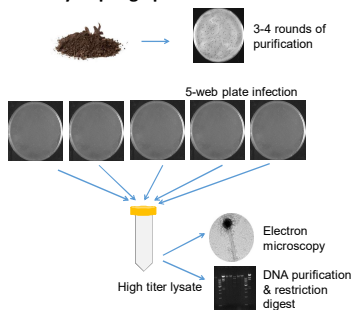 3-4 rounds of
purification
5-web plate infection
Electron
microscopy
High titer lysate
DNA purification
& restriction
digest